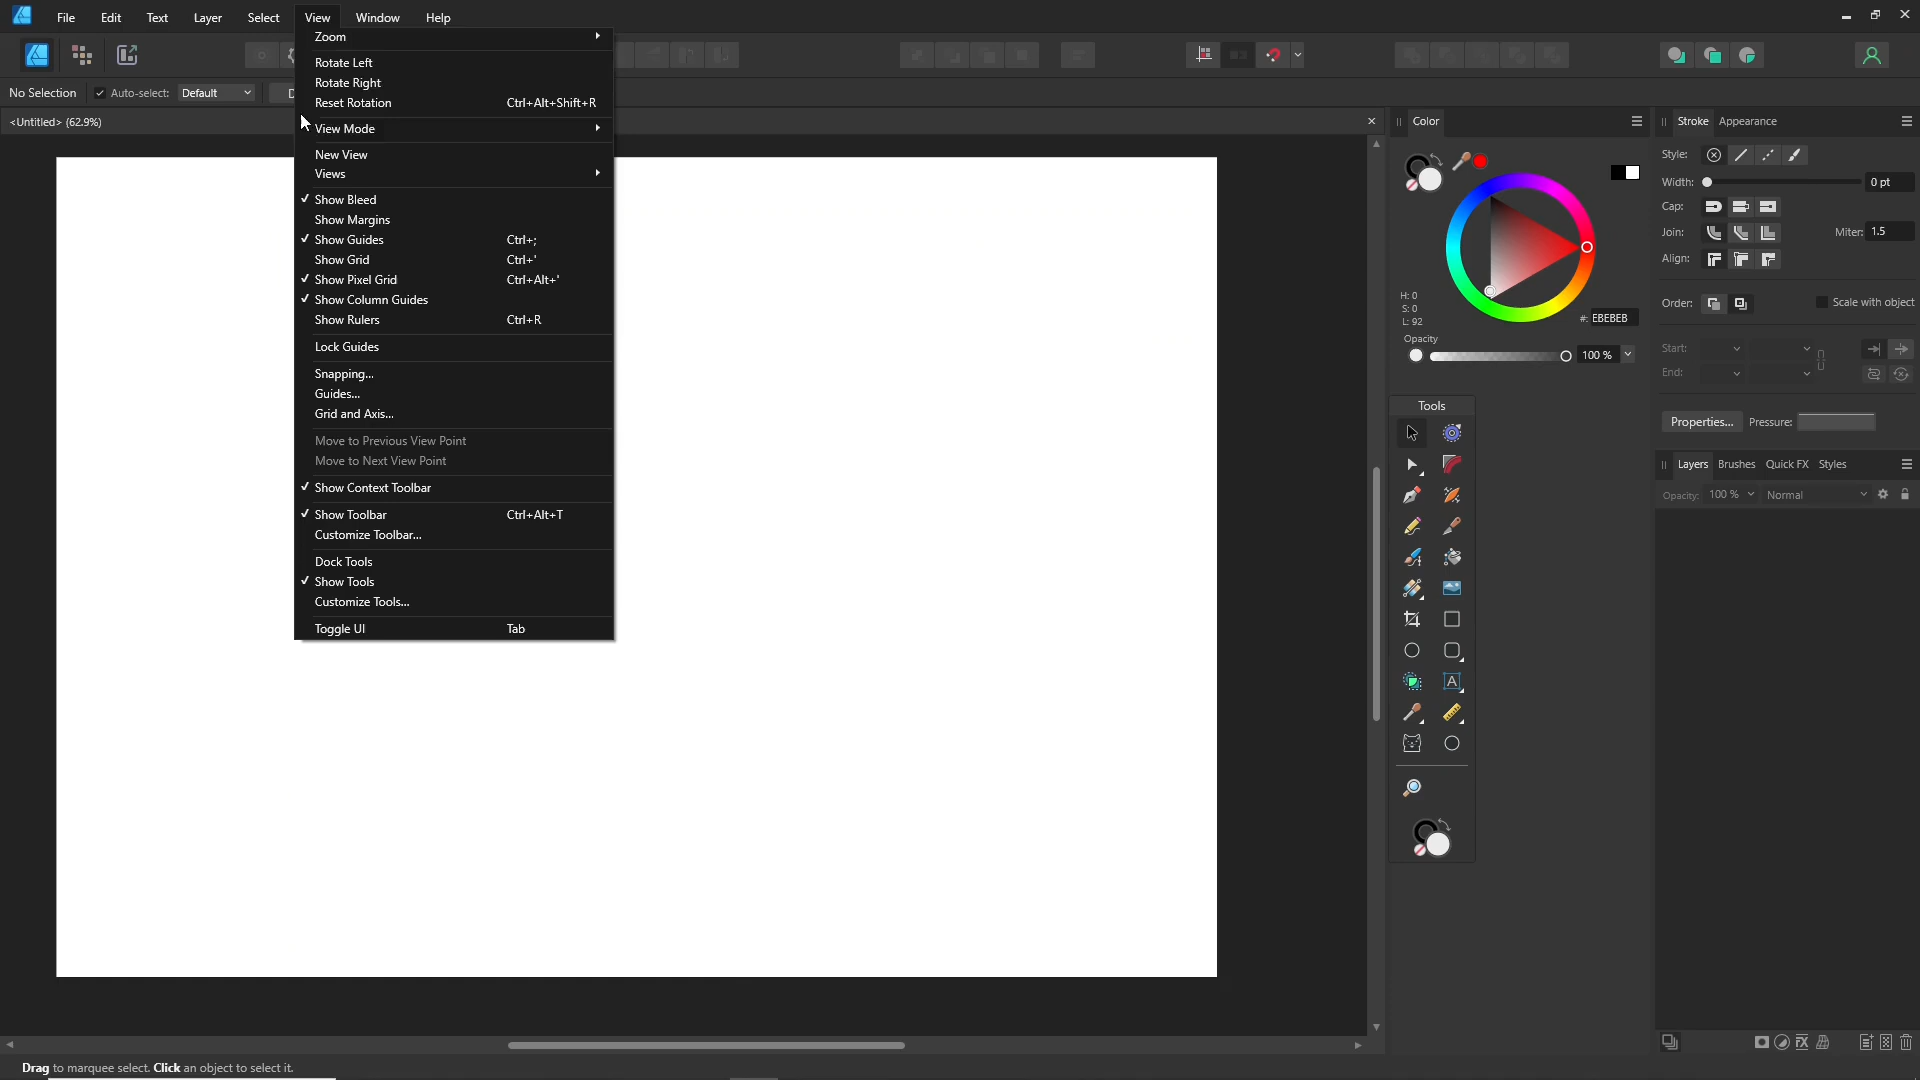 File Edit Text Layer Select View Window Help
No Selection Auto-select: Default D
<Untitled> (62.9%)
Zoom
Rotate Left
Rotate Right
Reset Rotation Ctrl+Alt+Shift+R
View Mode
New View
Views
Show Bleed
Show Margins
Show Guides Ctrl+;
Show Grid Ctrl+'
Show Pixel Grid Ctrl+Alt+'
Show Column Guides
Show Rulers Ctrl+R
Lock Guides
Snapping...
Guides...
Grid and Axis...
Move to Previous View Point
Move to Next View Point
Show Context Toolbar
Show Toolbar Ctrl+Alt+T
Customize Toolbar...
Dock Tools
Show Tools
Customize Tools...
Toggle UI Tab
Color
H: 0
S: 0
L: 92
#: EBEBEB
Opacity
100 %
Tools
Stroke Appearance
Style:
Width: 0 pt
Cap:
Join: Miter: 1.5
Align:
Order: Scale with object
Start:
End:
Properties... Pressure:
Layers Brushes Quick FX Styles
Opacity: 100 % Normal
Drag to marquee select. Click an object to select it.